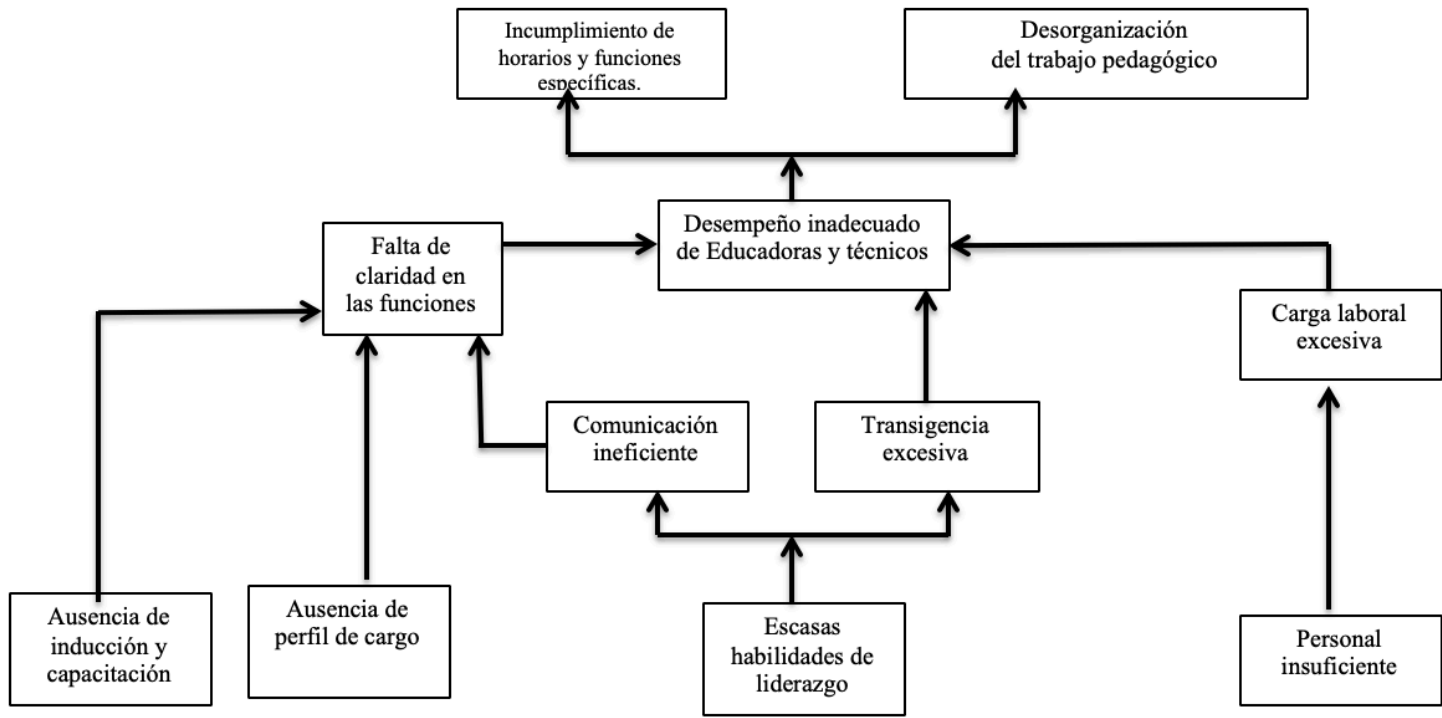 Incumplimiento de
horarios y funciones
específicas.
Desorganización
del trabajo pedagógico
Desempeño inadecuado
de Educadoras y técnicos
Falta de
claridad en
las funciones
Carga laboral
excesiva
Comunicación
ineficiente
Transigencia
excesiva
Ausencia de
inducción y
capacitación
Ausencia de
perfil de cargo
Escasas
habilidades de
liderazgo
Personal
insuficiente